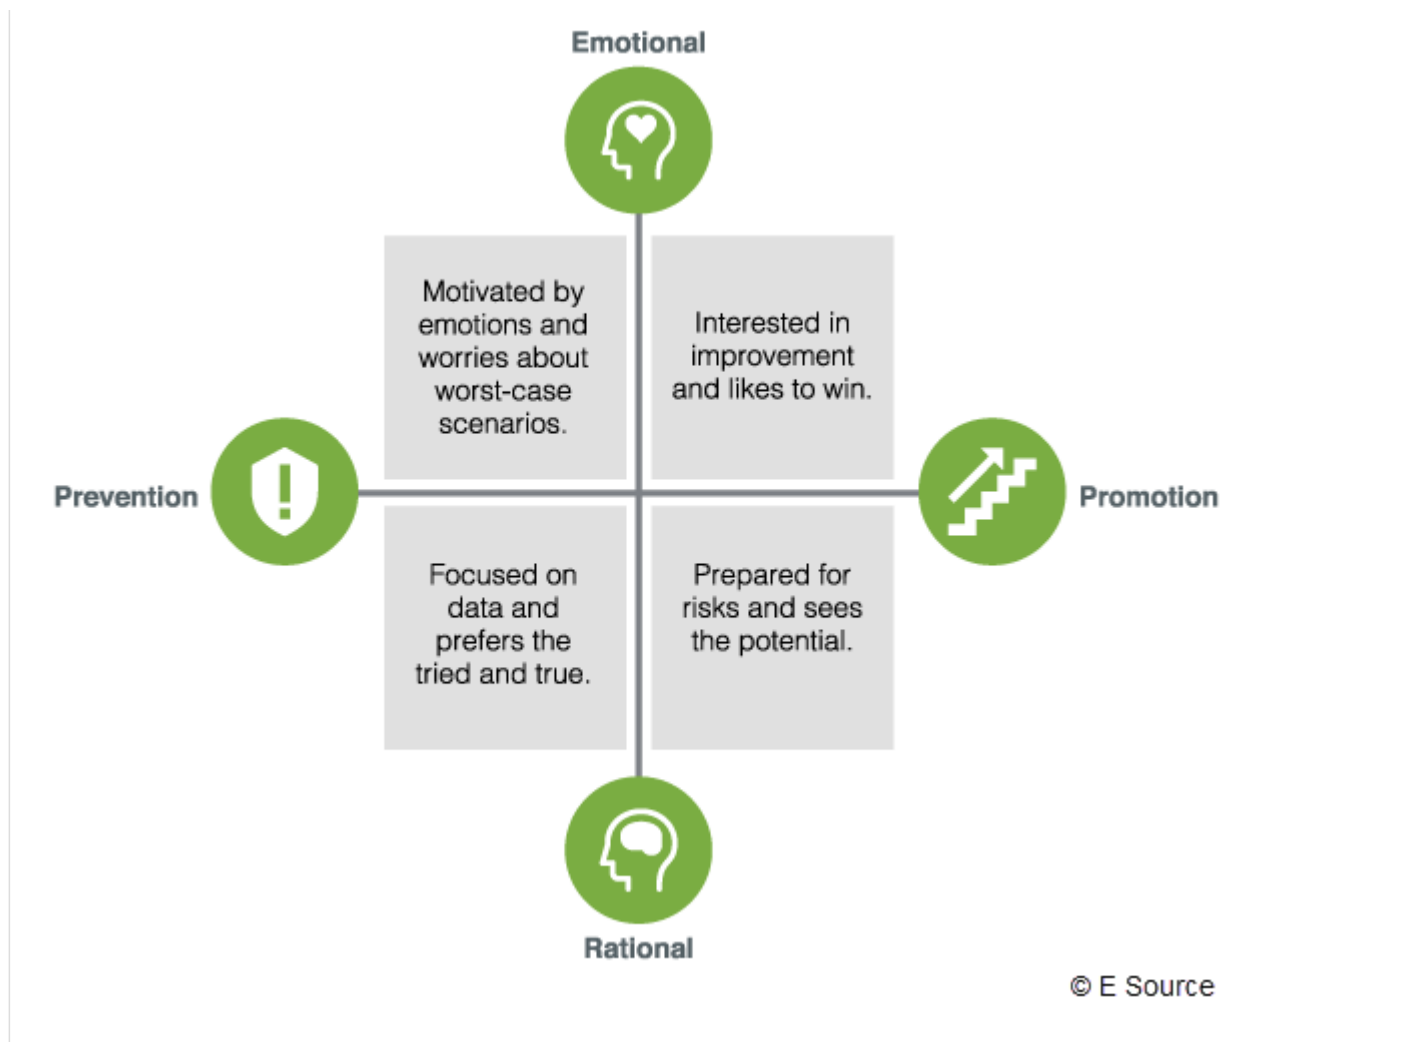 Emotional
Motivated by
emotions and
worries about
worst-case
scenarios.
Interested in
improvement
and likes to win.
Prevention
Promotion
Focused on
data and
prefers the
tried and true.
Prepared for
risks and sees
the potential.
Rational
© E Source